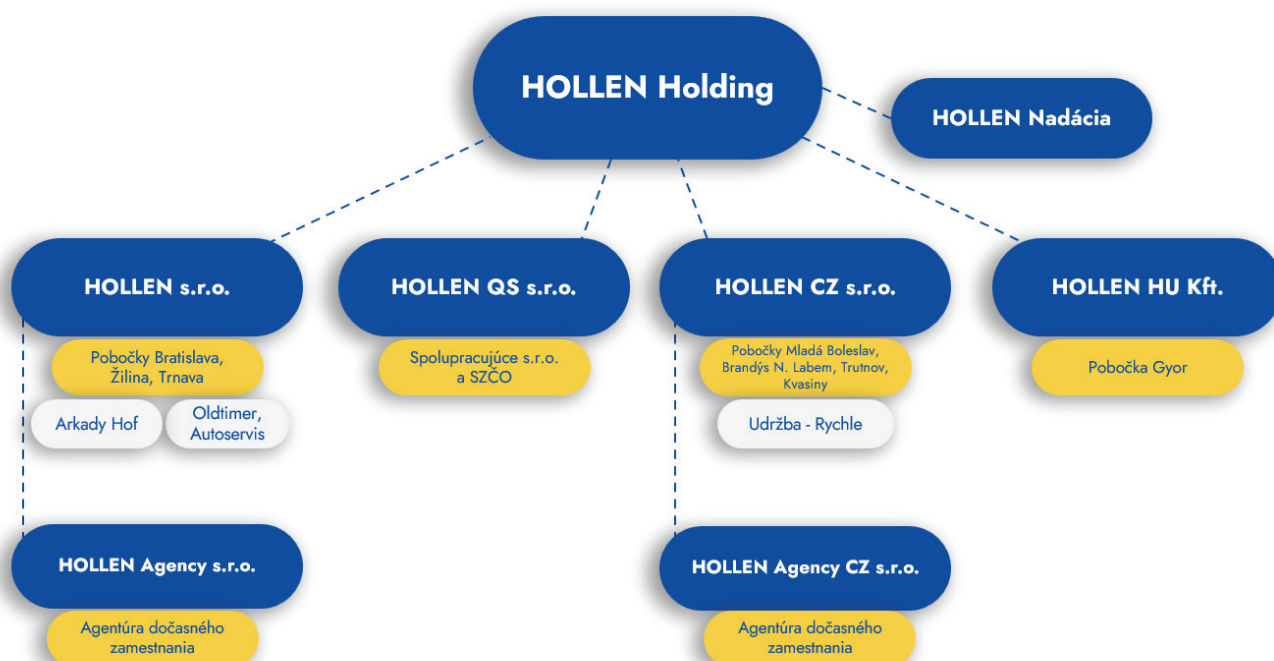 HOLLEN Holding
HOLLEN Nadácia
HOLLEN s.r.o.
HOLLEN QS s.r.o.
HOLLEN CZ s.r.o.
HOLLEN HU Kft.
Pobočky Bratislava,
Žilina, Trnava
Spolupracujúce s.r.o.
a SZČO
Pobočky Mladá Boleslav,
Brandýs N. Labem, Trutnov,
Kvasiny
Pobočka Gyor
Arkady Hof
Oldtimer,
Autoservis
Udržba - Rychle
HOLLEN Agency s.r.o.
HOLLEN Agency CZ s.r.o.
Agentúra dočasného
zamestnania
Agentúra dočasného
zamestnania